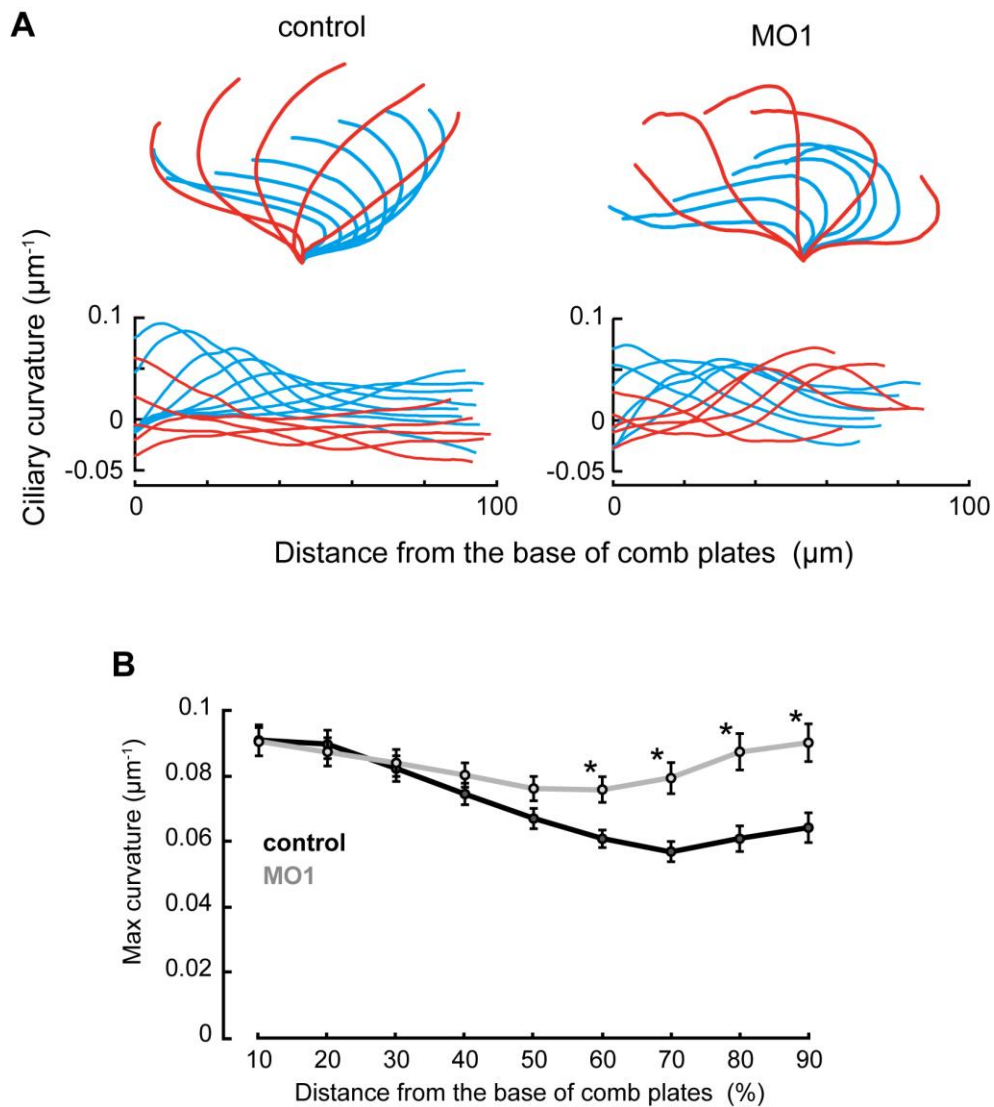 A
control
MO1
Ciliary curvature (µm⁻¹)
0.1
0
-0.05
0.1
0
-0.05
0
100
0
100
Distance from the base of comb plates (µm)
B
Max curvature (µm⁻¹)
0.1
0.08
0.06
0.04
0.02
0
* * * *
control
MO1
10 20 30 40 50 60 70 80 90
Distance from the base of comb plates (%)